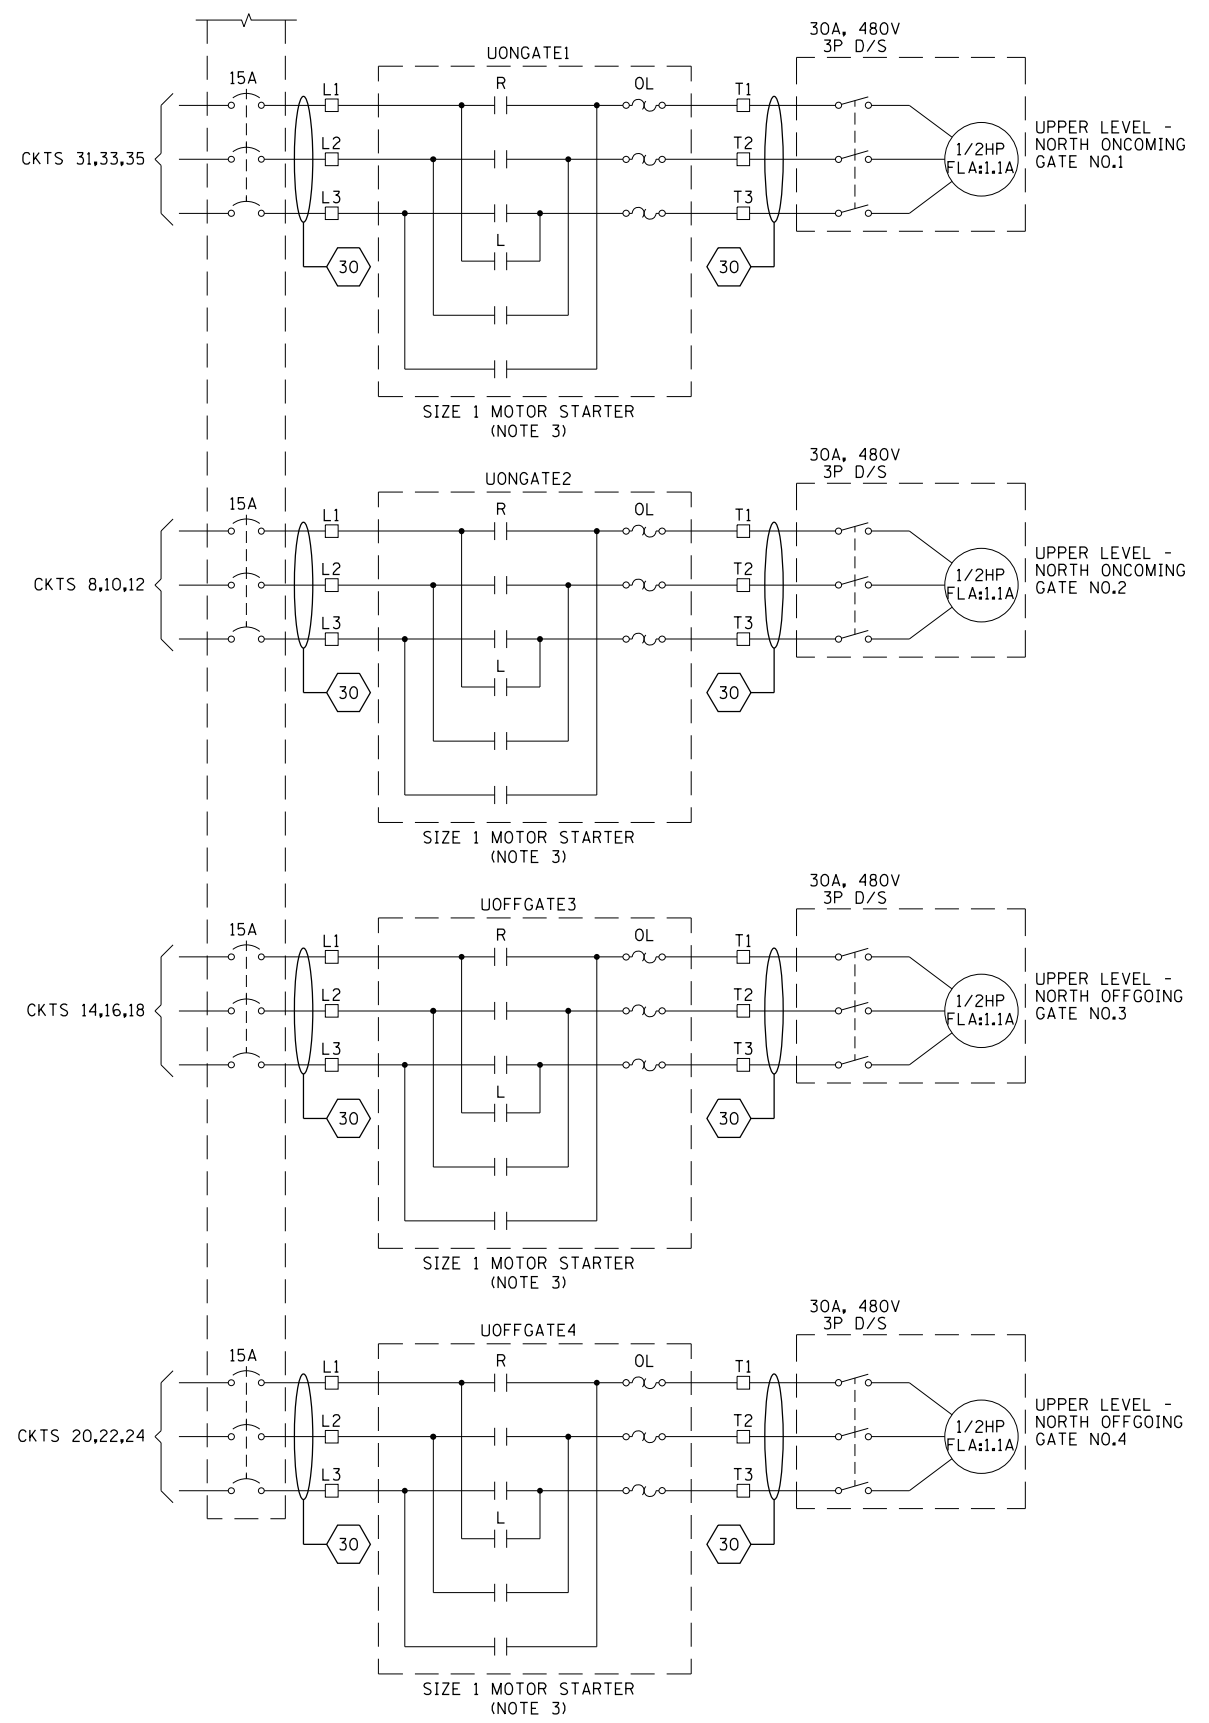 30A, 480V
3P D/S
UONGATE1
15A
L1
R
OL
T1
UPPER LEVEL -
NORTH ONCOMING
GATE NO.1
CKTS 31,33,35
L2
T2
1/2HP
FLA:1.1A
L3
T3
L
30
30
SIZE 1 MOTOR STARTER
(NOTE 3)
30A, 480V
3P D/S
UONGATE2
15A
L1
R
OL
T1
UPPER LEVEL -
NORTH ONCOMING
GATE NO.2
CKTS 8,10,12
L2
T2
1/2HP
FLA:1.1A
L3
T3
L
30
30
SIZE 1 MOTOR STARTER
(NOTE 3)
30A, 480V
3P D/S
UOFFGATE3
15A
L1
R
OL
T1
UPPER LEVEL -
NORTH OFFGOING
GATE NO.3
CKTS 14,16,18
L2
T2
1/2HP
FLA:1.1A
L3
T3
L
30
30
SIZE 1 MOTOR STARTER
(NOTE 3)
30A, 480V
3P D/S
UOFFGATE4
15A
L1
R
OL
T1
UPPER LEVEL -
NORTH OFFGOING
GATE NO.4
CKTS 20,22,24
L2
T2
1/2HP
FLA:1.1A
L3
T3
L
30
30
SIZE 1 MOTOR STARTER
(NOTE 3)